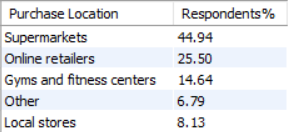 Purchase Location Respondents%
Supermarkets 44.94
Online retailers 25.50
Gyms and fitness centers 14.64
Other 6.79
Local stores 8.13